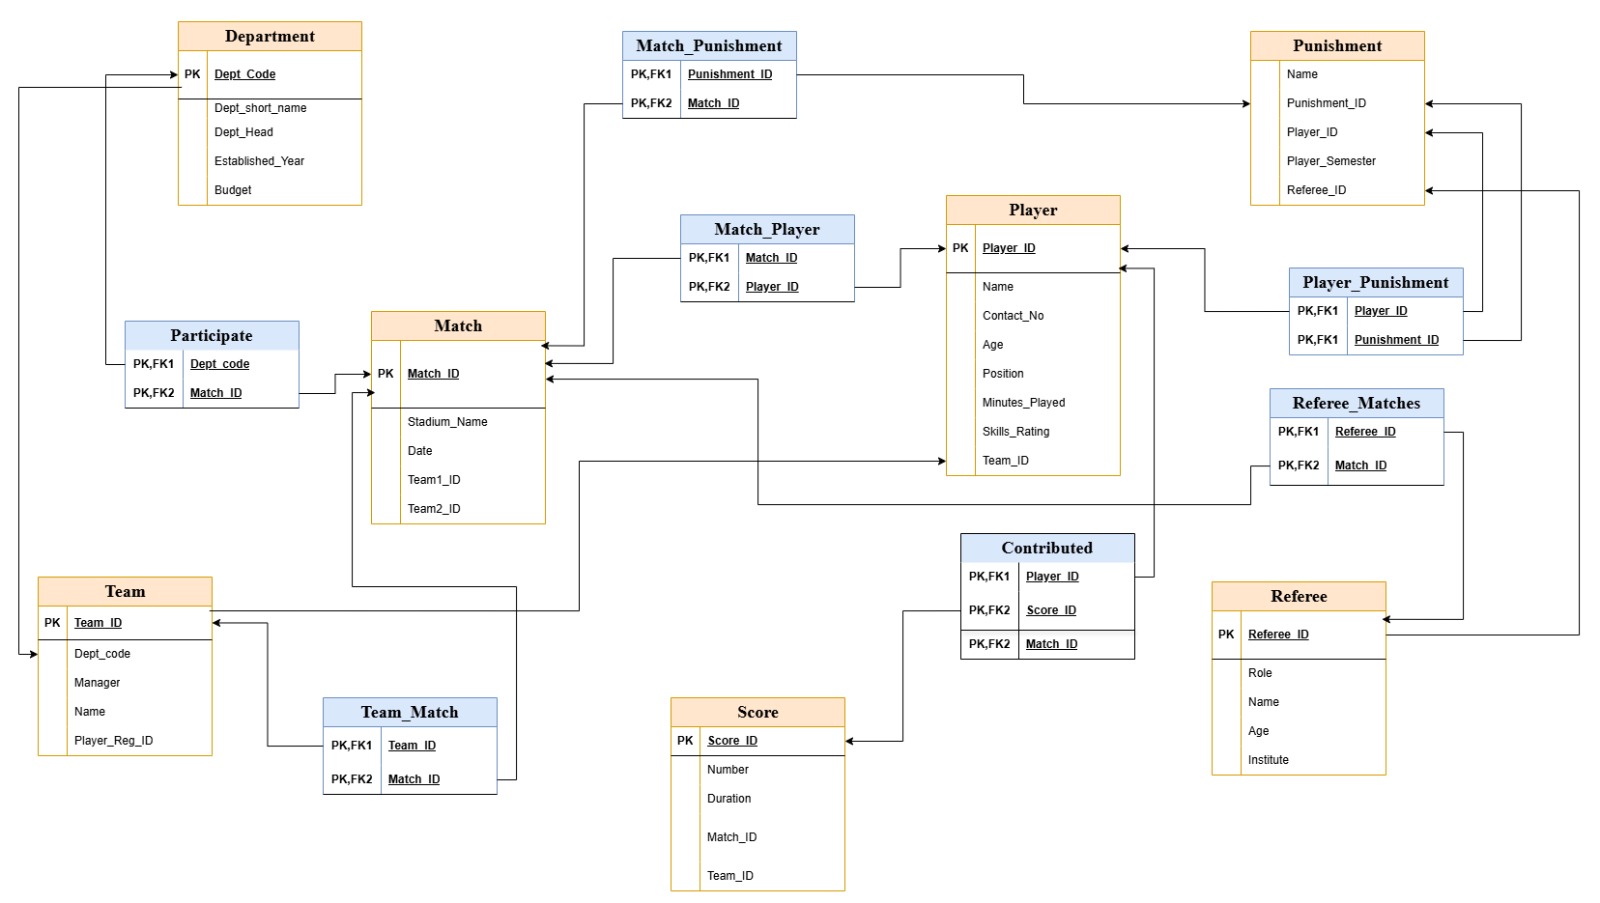 Department
PK Dept_Code
Dept_short_name
Dept_Head
Established_Year
Budget
Match_Punishment
PK,FK1 Punishment_ID
PK,FK2 Match_ID
Punishment
Name
Punishment_ID
Player_ID
Player_Semester
Referee_ID
Match_Player
PK,FK1 Match_ID
PK,FK2 Player_ID
Player
PK Player_ID
Name
Contact_No
Age
Position
Minutes_Played
Skills_Rating
Team_ID
Player_Punishment
PK,FK1 Player_ID
PK,FK1 Punishment_ID
Participate
PK,FK1 Dept_code
PK,FK2 Match_ID
Match
PK Match_ID
Stadium_Name
Date
Team1_ID
Team2_ID
Referee_Matches
PK,FK1 Referee_ID
PK,FK2 Match_ID
Contributed
PK,FK1 Player_ID
PK,FK2 Score_ID
PK,FK2 Match_ID
Team
PK Team_ID
Dept_code
Manager
Name
Player_Reg_ID
Referee
PK Referee_ID
Role
Name
Age
Institute
Team_Match
PK,FK1 Team_ID
PK,FK2 Match_ID
Score
PK Score_ID
Number
Duration
Match_ID
Team_ID